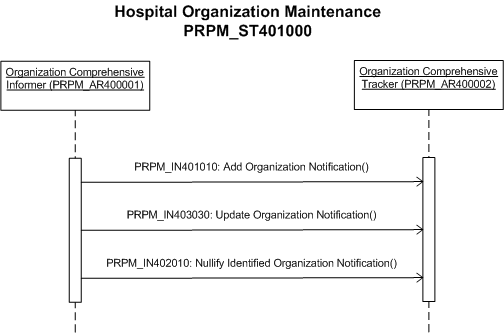 Hospital Organization Maintenance
PRPM_ST401000
Organization Comprehensive
Informer (PRPM_AR400001)
Organization Comprehensive
Tracker (PRPM_AR400002)
PRPM_IN401010: Add Organization Notification()
PRPM_IN403030: Update Organization Notification()
PRPM_IN402010: Nullify Identified Organization Notification()